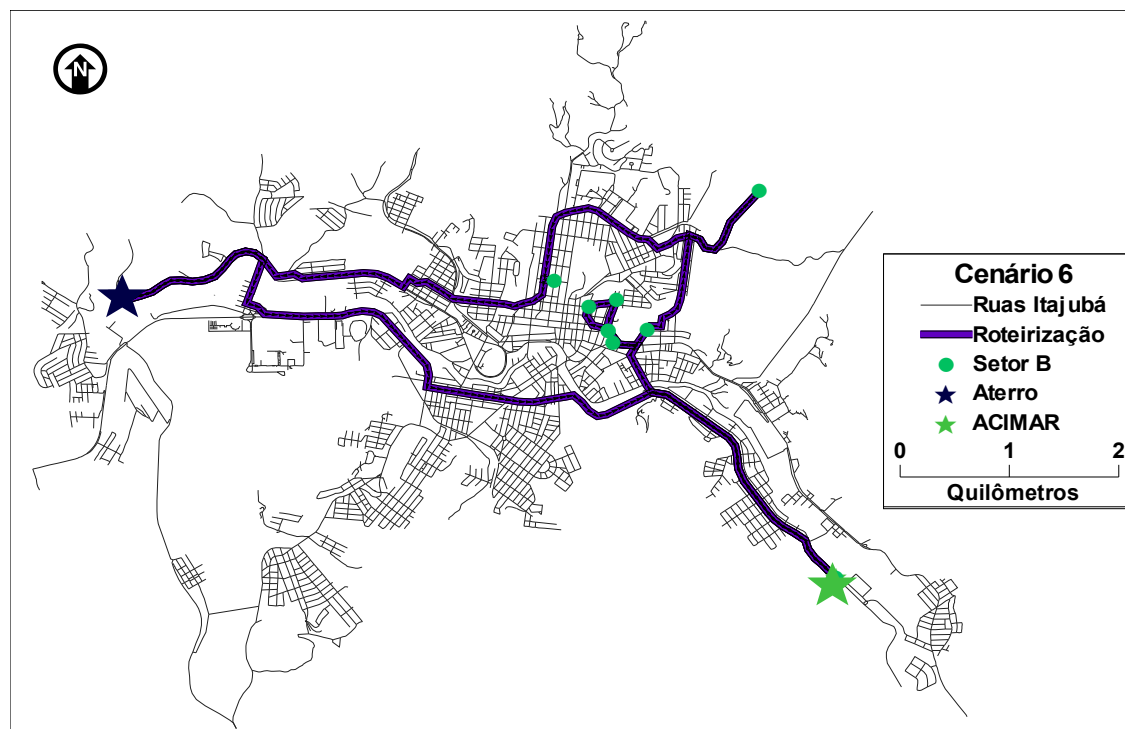 N
Cenário 6
Ruas Itajubá
Roteirização
Setor B
Aterro
ACIMAR
0 1 2
Quilômetros